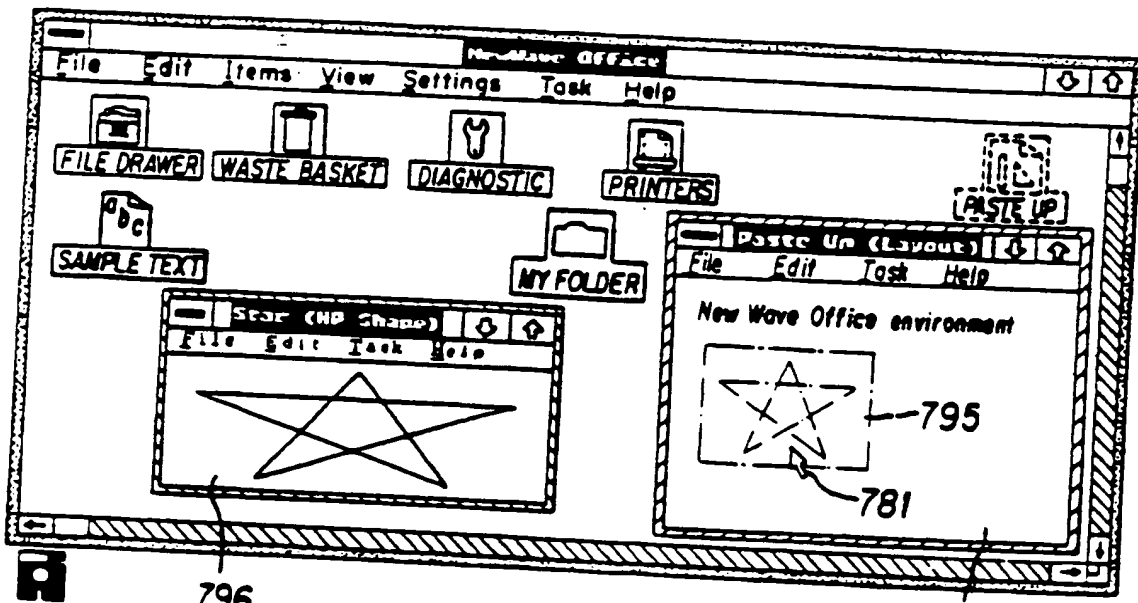 NewWave Office
File Edit Items View Settings Task Help
FILE DRAWER WASTE BASKET DIAGNOSTIC PRINTERS PASTE UP
abc
SAMPLE TEXT MY FOLDER
Paste Up (Layout)
File Edit Task Help
New Wave Office environment
Star (HP Shape)
File Edit Task Help
795
781
796